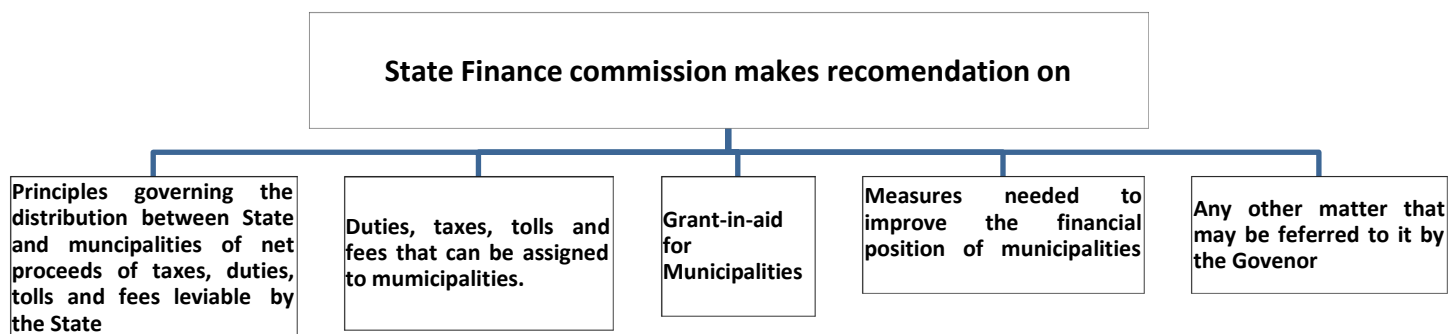 State Finance commission makes recomendation on
Principles governing the
distribution between State
and muncipalities of net
proceeds of taxes, duties,
tolls and fees leviable by
the State
Duties, taxes, tolls and
fees that can be assigned
to mumicipalities.
Grant-in-aid
for
Municipalities
Measures needed to
improve the financial
position of municipalities
Any other matter that
may be feferred to it by
the Govenor